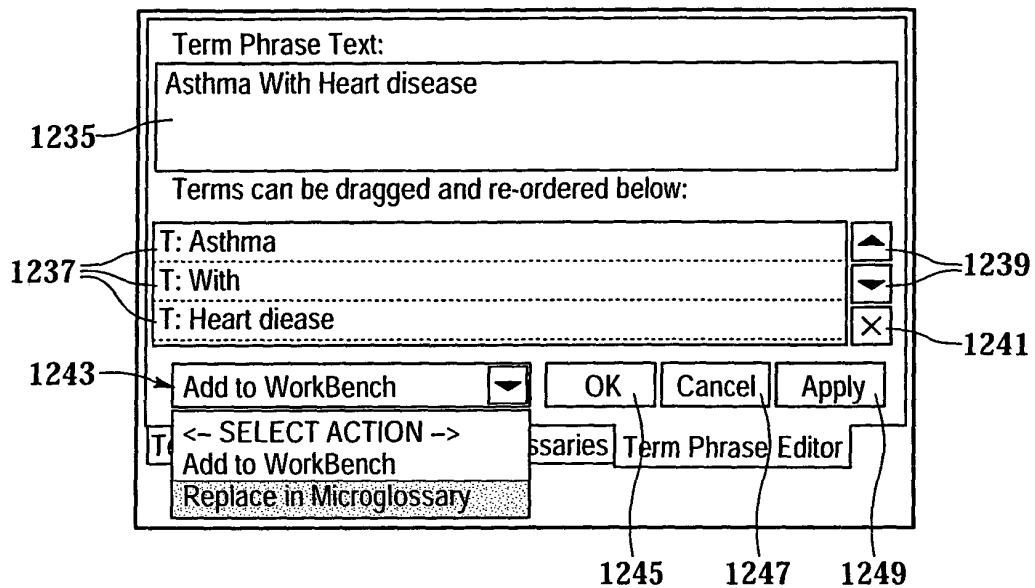 Term Phrase Text:
Asthma With Heart disease
1235
Terms can be dragged and re-ordered below:
T: Asthma
1237
T: With
T: Heart diease
1239
1241
1243
Add to WorkBench
OK
Cancel
Apply
<- SELECT ACTION ->
Add to WorkBench
Replace in Microglossary
Term Phrase Editor
1245
1247
1249